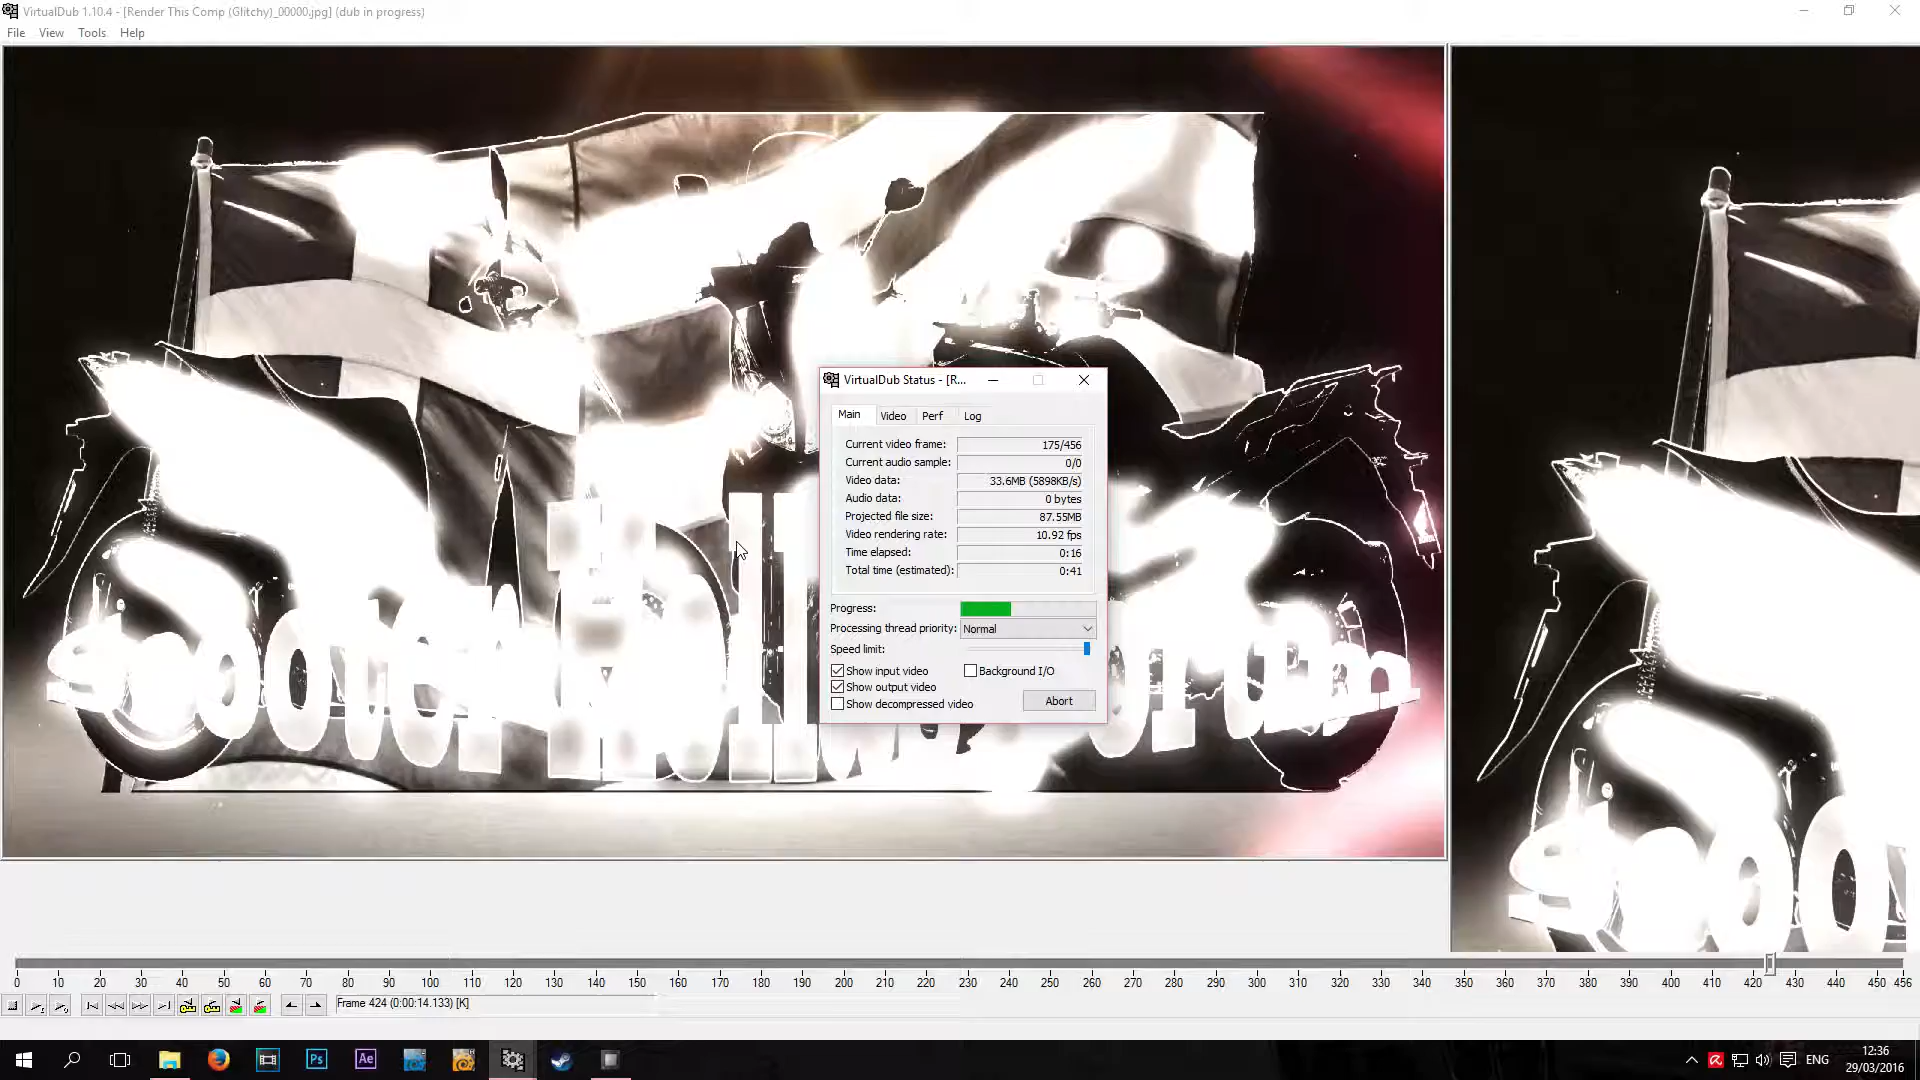 VirtualDub 1.10.4 - [Render This Comp (Glitchy)_00000.jpg] (dub in progress)
File View Tools Help
VirtualDub Status - [R...
Main Video Perf Log
Current video frame: 175/456
Current audio sample: 0/0
Video data: 33.6MB (5898KB/s)
Audio data: 0 bytes
Projected file size: 87.55MB
Video rendering rate: 10.92 fps
Time elapsed: 0:16
Total time (estimated): 0:41
Progress:
Processing thread priority: Normal
Speed limit:
Show input video Background I/O
Show output video
Show decompressed video Abort
0 10 20 30 40 50 60 70 80 90 100 110 120 130 140 150 160 170 180 190 200 210 220 230 240 250 260 270 280 290 300 310 320 330 340 350 360 370 380 390 400 410 420 430 440 450 456
Frame 424 (0:00:14.133) [K]
Ps Ae
ENG
12:36
29/03/2016